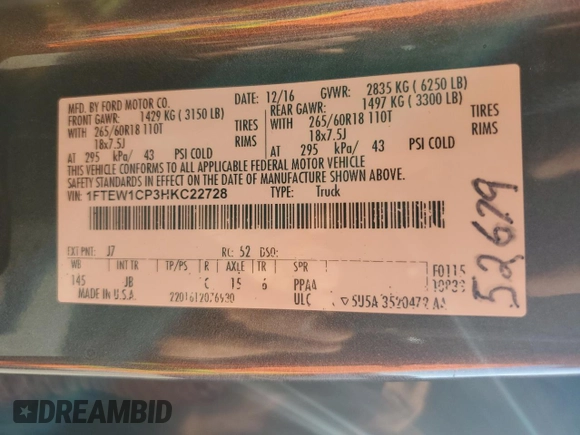 MFD. BY FORD MOTOR CO.
DATE: 12/16 GVWR: 2835 KG ( 6250 LB)
FRONT GAWR: 1429 KG ( 3150 LB) REAR GAWR: 1497 KG ( 3300 LB)
WITH 265/60R18 110T TIRES WITH 265/60R18 110T TIRES
18x7.5J RIMS 18x7.5J RIMS
AT 295 kPa/ 43 PSI COLD AT 295 kPa/ 43 PSI COLD
THIS VEHICLE CONFORMS TO ALL APPLICABLE FEDERAL MOTOR VEHICLE
SAFETY STANDARDS IN EFFECT ON THE DATE OF MANUFACTURE SHOWN ABOVE.
VIN: 1FTEW1CP3HKC22728 TYPE: Truck
EXT PNT: J7 RC: 52 DSO:
WB INT TR TP/PS R AXLE TR SPR
145 JB C 15 6 PPAA
MADE IN U.S.A. ULC
F0115
52679
DREAMBID